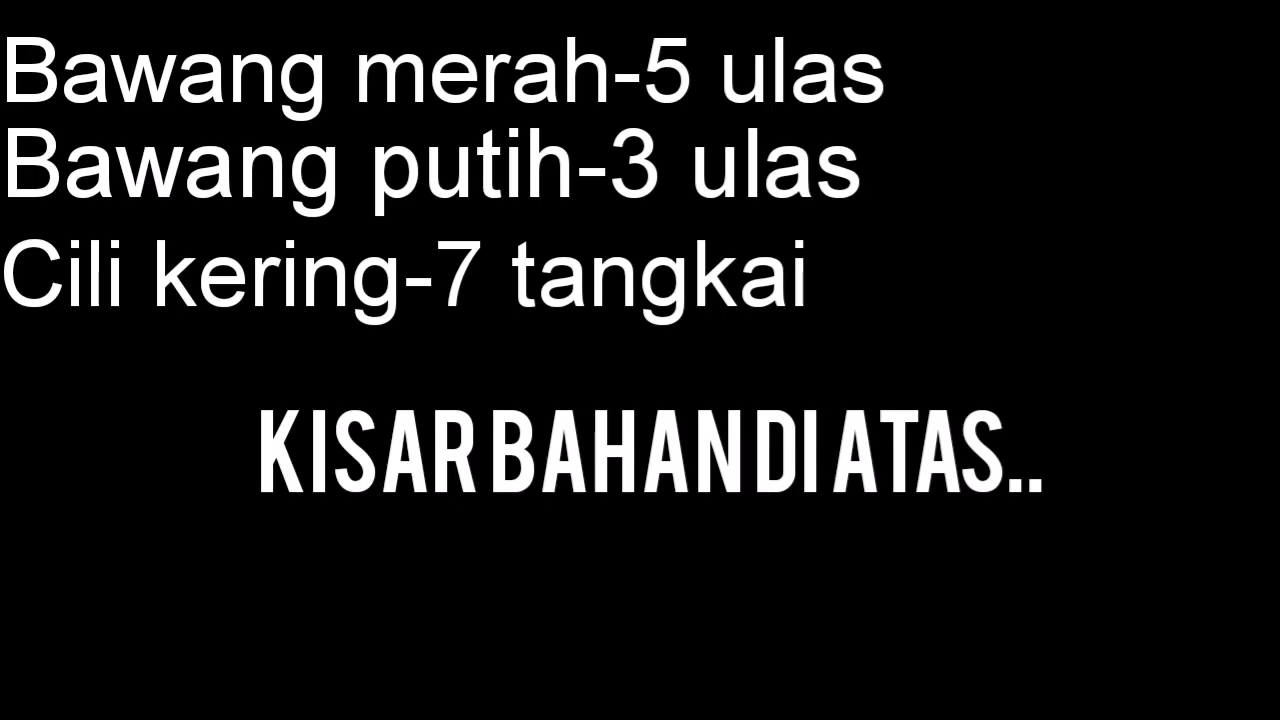 Bawang merah-5 ulas
Bawang putih-3 ulas
Cili kering-7 tangkai
KISAR BAHAN DI ATAS..